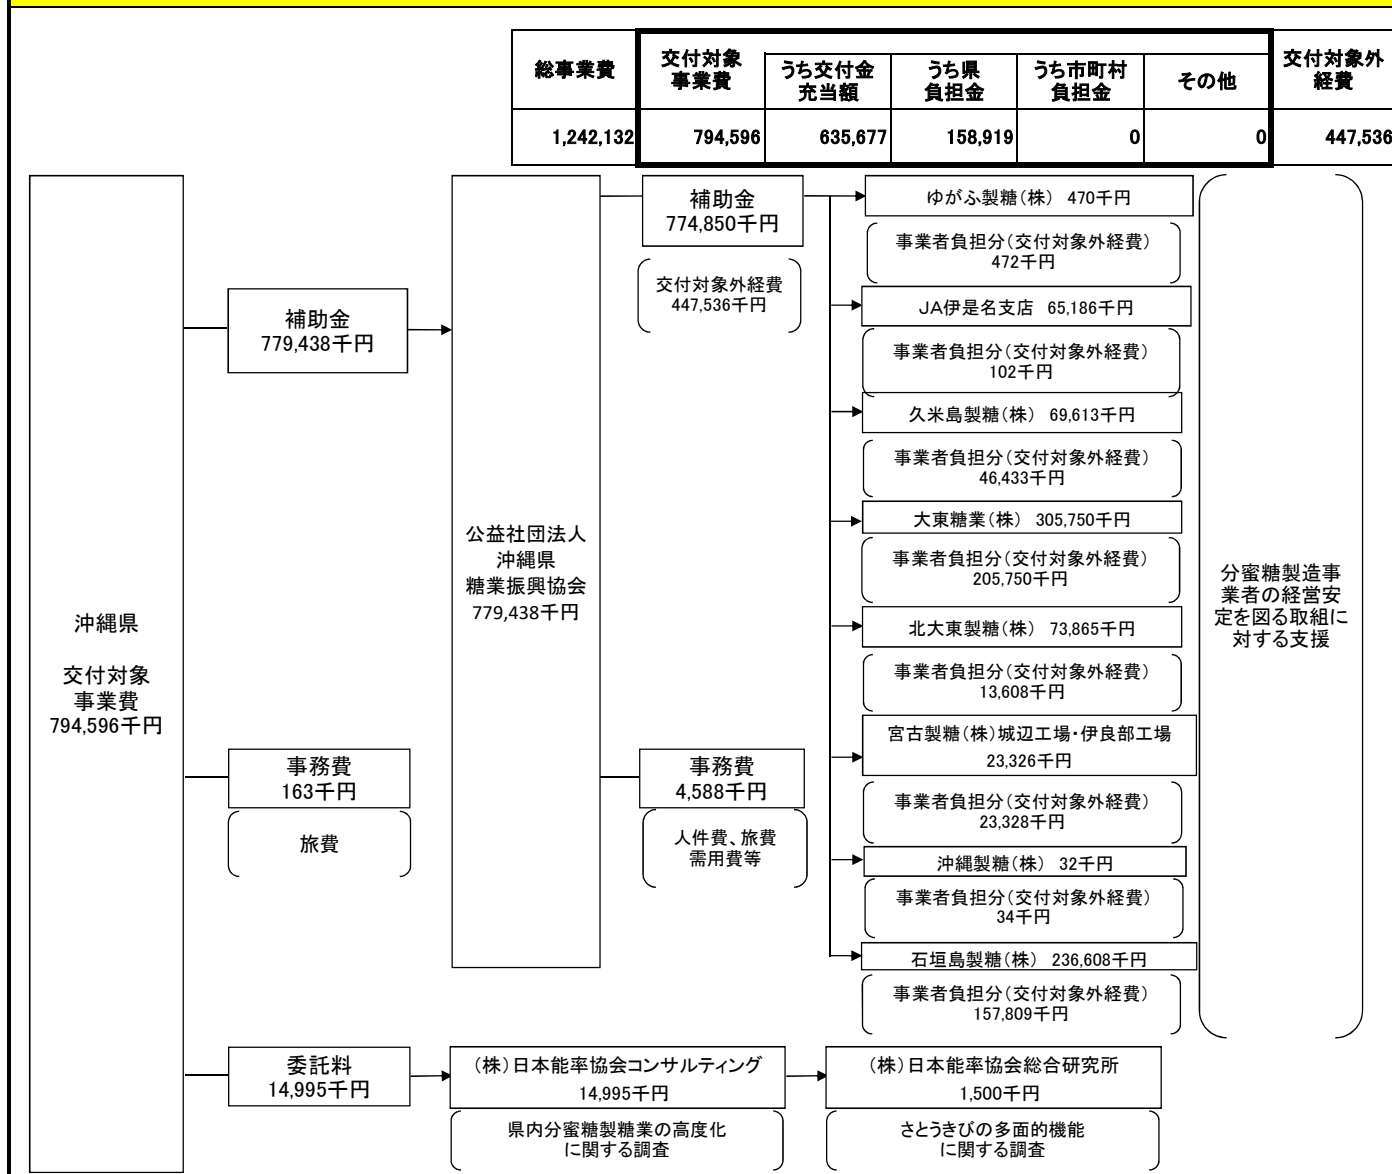 総事業費
交付対象
事業費
うち交付金
充当額
うち県
負担金
うち市町村
負担金
その他
交付対象外
経費
1,242,132
794,596
635,677
158,919
0
0
447,536
沖縄県
交付対象
事業費
794,596千円
補助金
779,438千円
事務費
163千円
旅費
委託料
14,995千円
公益社団法人
沖縄県
糖業振興協会
779,438千円
補助金
774,850千円
交付対象外経費
447,536千円
事務費
4,588千円
人件費、旅費
需用費等
ゆがふ製糖(株) 470千円
事業者負担分(交付対象外経費)
472千円
JA伊是名支店 65,186千円
事業者負担分(交付対象外経費)
102千円
久米島製糖(株) 69,613千円
事業者負担分(交付対象外経費)
46,433千円
大東糖業(株) 305,750千円
事業者負担分(交付対象外経費)
205,750千円
北大東製糖(株) 73,865千円
事業者負担分(交付対象外経費)
13,608千円
宮古製糖(株)城辺工場・伊良部工場
23,326千円
事業者負担分(交付対象外経費)
23,328千円
沖縄製糖(株) 32千円
事業者負担分(交付対象外経費)
34千円
石垣島製糖(株) 236,608千円
事業者負担分(交付対象外経費)
157,809千円
分蜜糖製造事
業者の経営安
定を図る取組に
対する支援
(株)日本能率協会コンサルティング
14,995千円
県内分蜜糖製糖業の高度化
に関する調査
(株)日本能率協会総合研究所
1,500千円
さとうきびの多面的機能
に関する調査